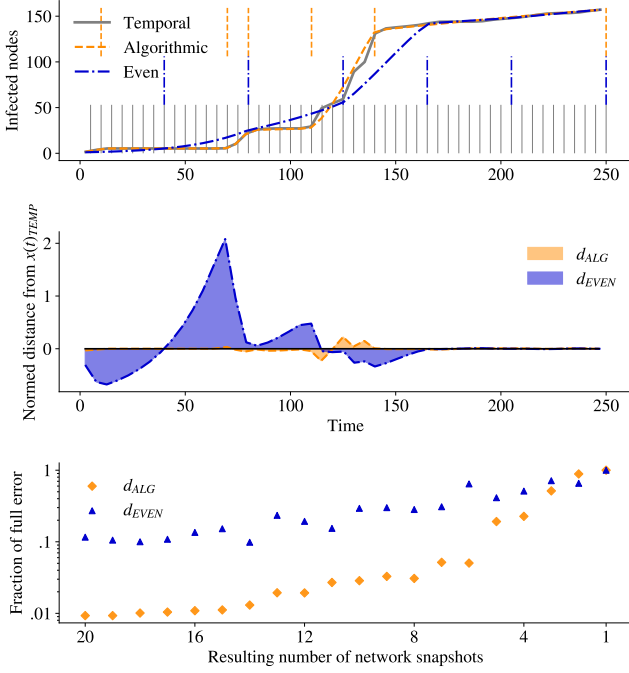 150
100
50
0
Infected nodes
Temporal
Algorithmic
Even
0 50 100 150 200 250
2
1
0
Normed distance from x(t)TEMP
dALG
dEVEN
0 50 100 150 200 250
Time
1
.1
.01
Fraction of full error
dALG
dEVEN
20 16 12 8 4 1
Resulting number of network snapshots